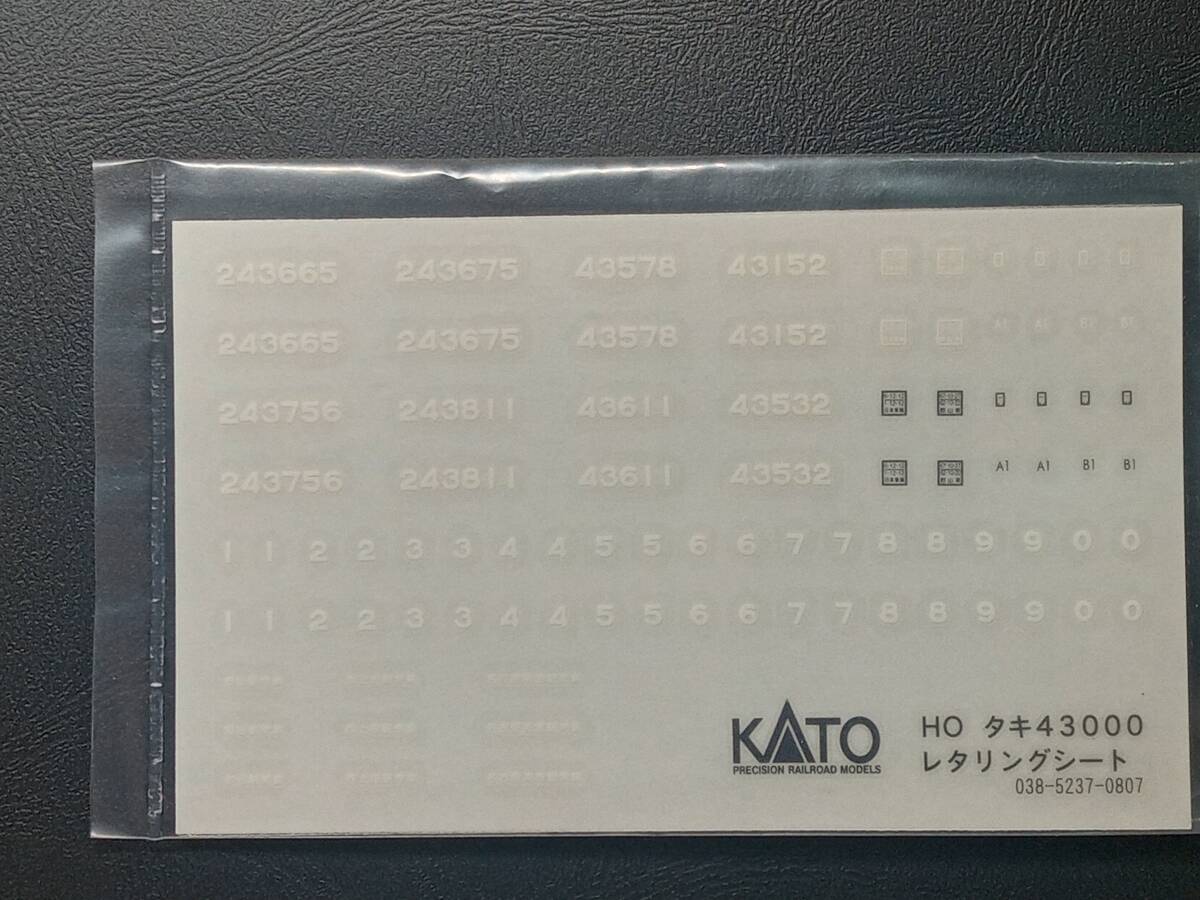 243665 243675 43578 43152
243665 243675 43578 43152 A1 A1 B1 B1
243756 243811 43611 43532
243756 243811 43611 43532 A1 A1 B1 B1
1 1 2 2 3 3 4 4 5 5 6 6 7 7 8 8 9 9 0 0
1 1 2 2 3 3 4 4 5 5 6 6 7 7 8 8 9 9 0 0
KATO
PRECISION RAILROAD MODELS
HO タキ43000
レタリングシート
038-5237-0807